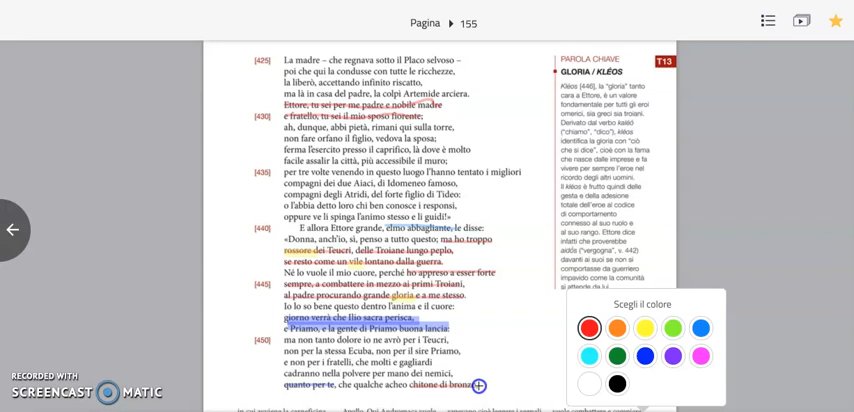 Pagina 155
[425] La madre – che regnava sotto il Placo selvoso –
poi che qui la condusse con tutte le ricchezze,
la liberò, accettando infinito riscatto,
ma là in casa del padre, la colpì Artemide arciera.
Ettore, tu sei per me padre e nobile madre
[430] e fratello, tu sei il mio sposo fiorente;
ah, dunque, abbi pietà, rimani qui sulla torre,
non fare orfano il figlio, vedova la sposa;
ferma l'esercito presso il caprifico, là dove è molto
facile assalir la città, più accessibile il muro;
[435] per tre volte venendo in questo luogo l'hanno tentato i migliori
compagni dei due Aiaci, di Idomeneo famoso,
compagni degli Atridi, del forte figlio di Tideo:
o l'abbia detto loro chi ben conosce i responsi,
oppure ve li spinga l'animo stesso e li guidi!»
[440] E allora Ettore grande, elmo abbagliante, le disse:
«Donna, anch'io, sì, penso a tutto questo; ma ho troppo
rossore dei Teucri, delle Troiane lungo peplo,
se resto come un vile lontano dalla guerra.
Né lo vuole il mio cuore, perché ho appreso a esser forte
[445] sempre, a combattere in mezzo ai primi Troiani,
al padre procurando grande gloria e a me stesso.
Io lo so bene questo dentro l'anima e il cuore:
giorno verrà che Ilio sacra perisca,
e Priamo, e la gente di Priamo buona lancia:
[450] ma non tanto dolore io ne avrò per i Teucri,
non per la stessa Ecuba, non per il sire Priamo,
e non per i fratelli, che molti e gagliardi
cadranno nella polvere per mano dei nemici,
quanto per te, che qualche acheo chitone di bronzo
PAROLA CHIAVE
T13
GLORIA / KLÉOS
Kléos [446], la "gloria" tanto
cara a Ettore, è un valore
fondamentale per tutti gli eroi
omerici, sia greci sia troiani.
Derivato dal verbo kaléō
("chiamo", "dico"), kléos
identifica la gloria con "ciò
che si dice", cioè con la fama
che nasce dalle imprese e fa
vivere per sempre l'eroe nel
ricordo degli altri uomini.
Il kléos è frutto quindi delle
gesta e della adesione
totale dell'eroe al codice
di comportamento
connesso al suo ruolo e
al suo rango. Ettore dice
infatti che proverebbe
aidós ("vergogna", v. 442)
davanti ai suoi se non si
comportasse da guerriero
impavido come la comunità
si attende da lui.
Scegli il colore
RECORDED WITH
SCREENCAST MATIC